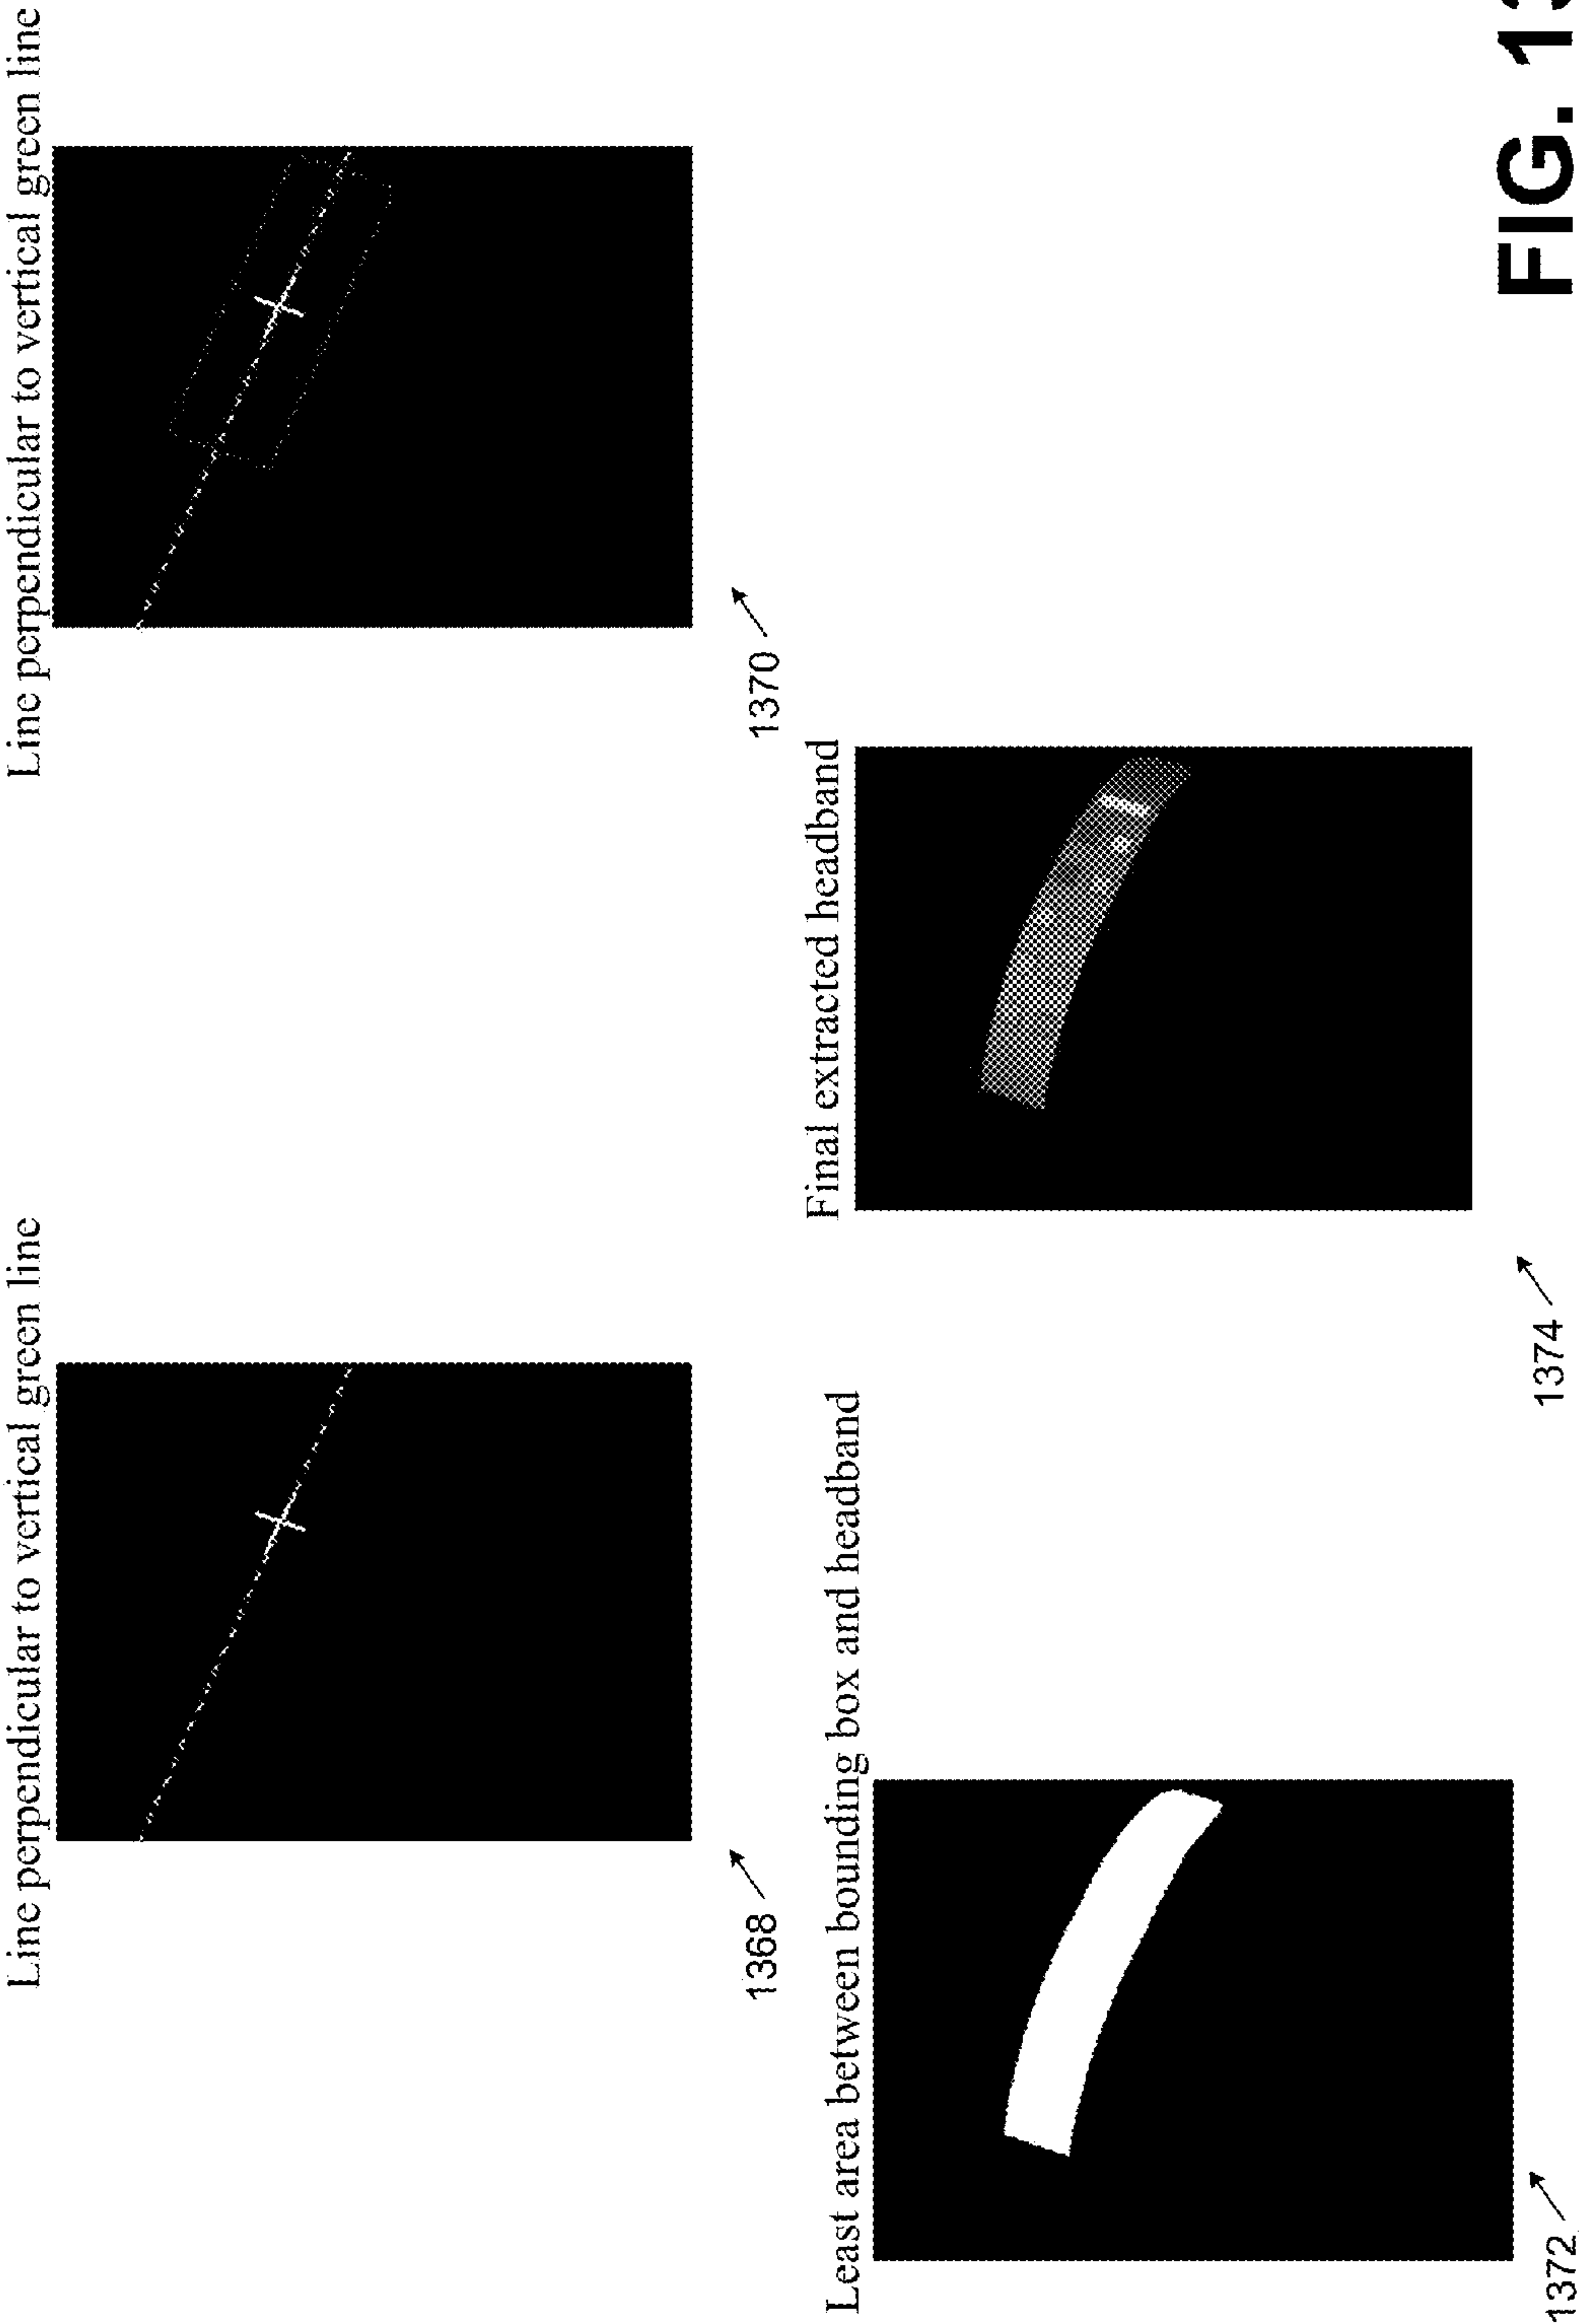 Line perpendicular to vertical green line
1368
Line perpendicular to vertical green line
1370
Least area between bounding box and headband
1372
Final extracted headband
1374
FIG. 13